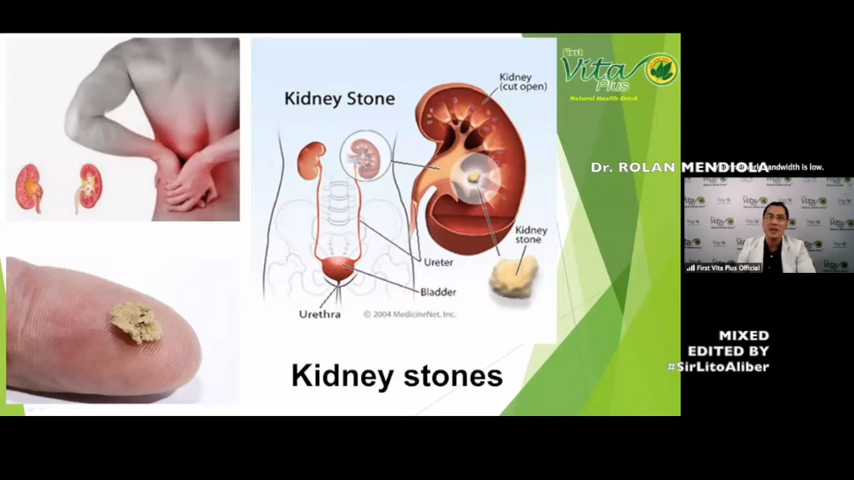 Kidney Stone
Kidney
(cut open)
Kidney
stone
Ureter
Bladder
Urethra
© 2004 MedicineNet, Inc.
Kidney stones
First
Vita
Plus
Natural Health Drink
Dr. ROLAN MENDIOLA
bandwidth is low.
First Vita Plus Official
MIXED
EDITED BY
#SirLitoAliber